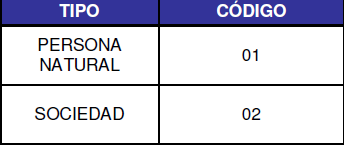 TIPO CÓDIGO
PERSONA
NATURAL 01
SOCIEDAD 02